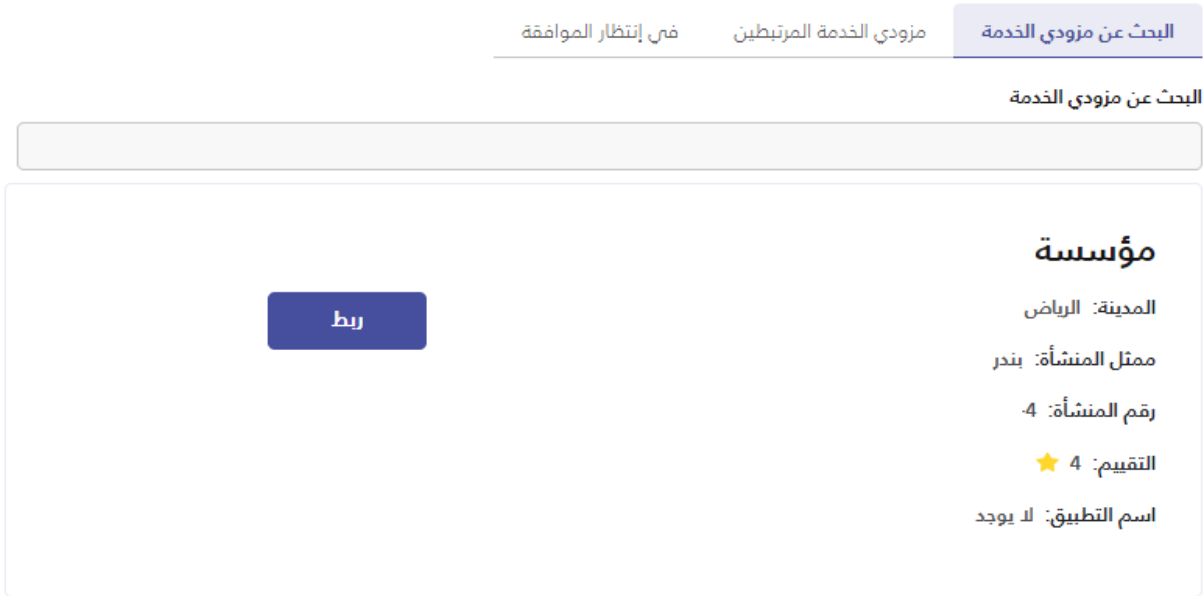 البحث عن مزودي الخدمة
مزودي الخدمة المرتبطين
في إنتظار الموافقة
البحث عن مزودي الخدمة
مؤسسة
المدينة: الرياض
ربط
ممثل المنشأة: بندر
رقم المنشأة: 4-
التقييم: 4
اسم التطبيق: لا يوجد